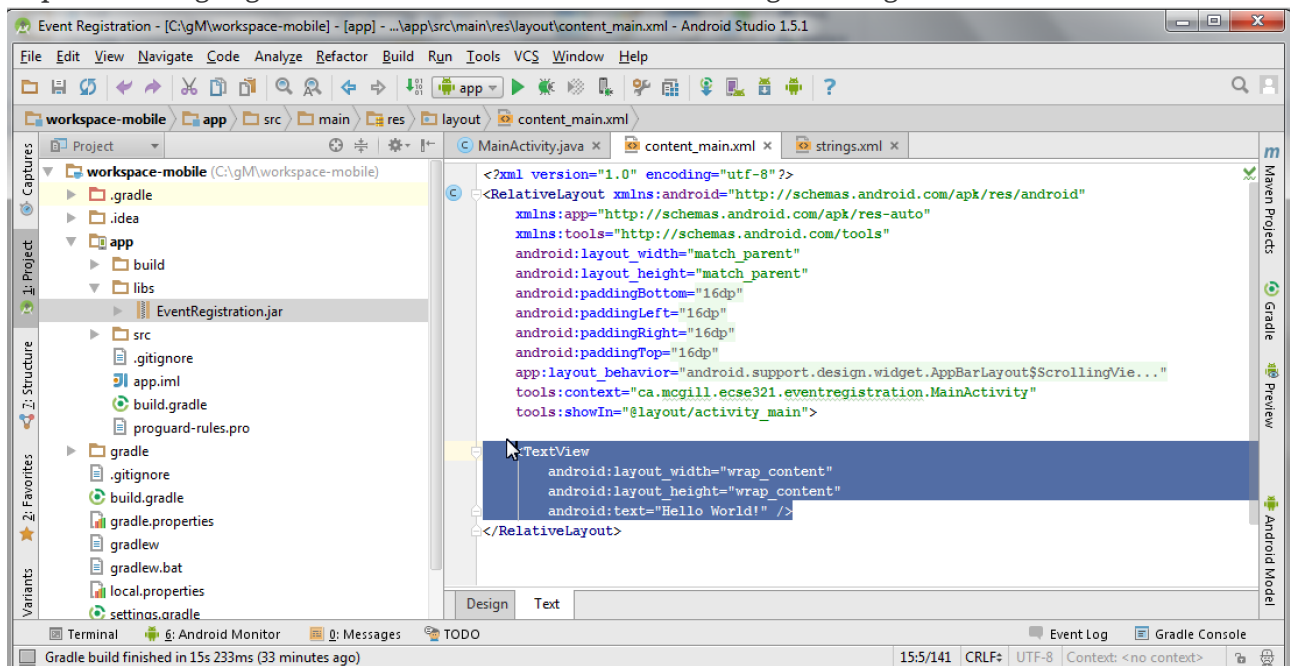 Event Registration - [C:\gM\workspace-mobile] - [app] - ...\app\src\main\res\layout\content_main.xml - Android Studio 1.5.1
File Edit View Navigate Code Analyze Refactor Build Run Tools VCS Window Help
app
workspace-mobile app src main res layout content_main.xml
Project
MainActivity.java × content_main.xml × strings.xml ×
workspace-mobile (C:\gM\workspace-mobile)
.gradle
.idea
app
build
libs
EventRegistration.jar
src
.gitignore
app.iml
build.gradle
proguard-rules.pro
gradle
.gitignore
build.gradle
gradle.properties
gradlew
gradlew.bat
local.properties
settings.gradle
<?xml version="1.0" encoding="utf-8"?>
<RelativeLayout xmlns:android="http://schemas.android.com/apk/res/android"
xmlns:app="http://schemas.android.com/apk/res-auto"
xmlns:tools="http://schemas.android.com/tools"
android:layout_width="match_parent"
android:layout_height="match_parent"
android:paddingBottom="16dp"
android:paddingLeft="16dp"
android:paddingRight="16dp"
android:paddingTop="16dp"
app:layout_behavior="android.support.design.widget.AppBarLayout$ScrollingVie..."
tools:context="ca.mcgill.ecse321.eventregistration.MainActivity"
tools:showIn="@layout/activity_main">
TextView
android:layout_width="wrap_content"
android:layout_height="wrap_content"
android:text="Hello World!" />
</RelativeLayout>
Design Text
Captures
1: Project
7: Structure
2: Favorites
Variants
m
Maven Projects
Gradle
Preview
Android Model
Terminal 6: Android Monitor 0: Messages TODO Event Log Gradle Console
Gradle build finished in 15s 233ms (33 minutes ago) 15:5/141 CRLF UTF-8 Context: <no context>